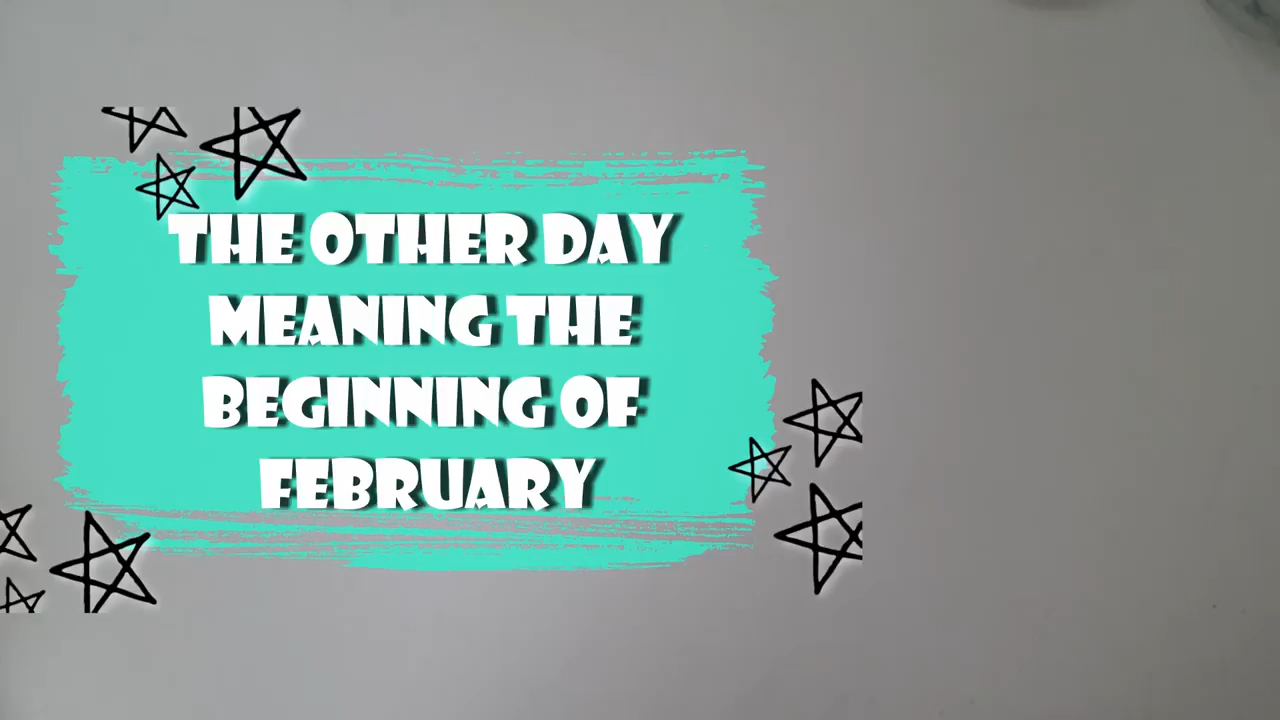 THE OTHER DAY
MEANING THE
BEGINNING OF
FEBRUARY